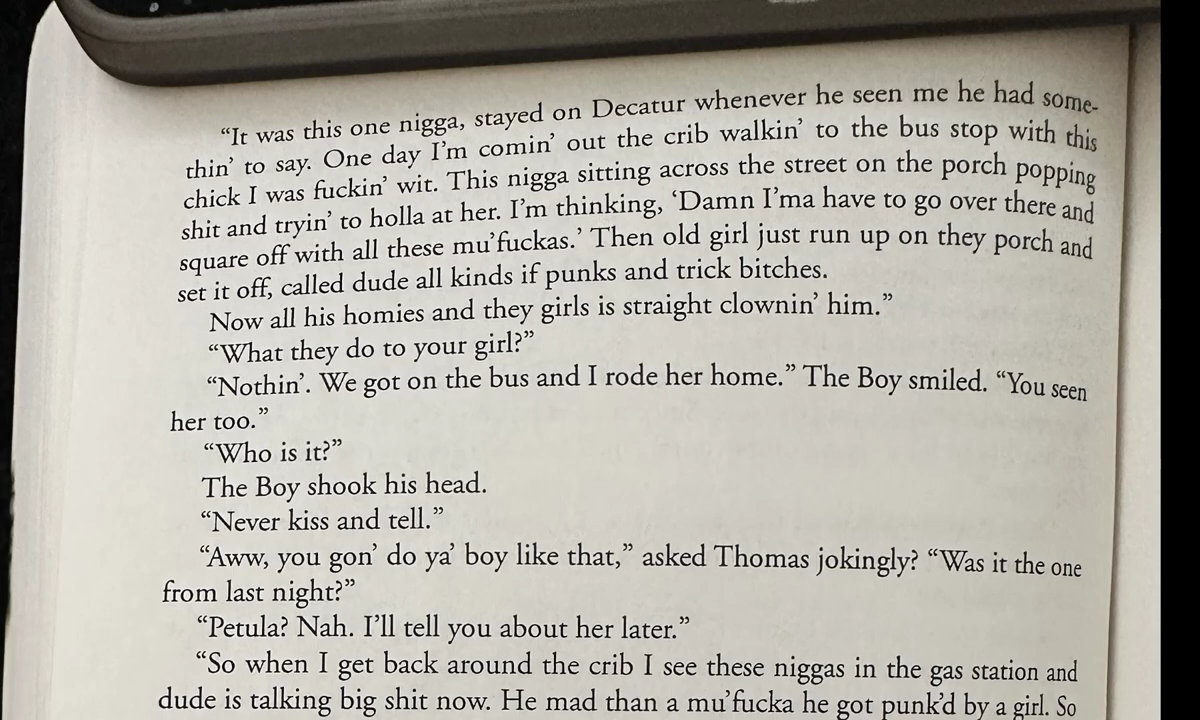 “It was this one nigga, stayed on Decatur whenever he seen me he had some-
thin’ to say. One day I’m comin’ out the crib walkin’ to the bus stop with this
chick I was fuckin’ wit. This nigga sitting across the street on the porch popping
shit and tryin’ to holla at her. I’m thinking, ‘Damn I’ma have to go over there and
square off with all these mu’fuckas.’ Then old girl just run up on they porch and
set it off, called dude all kinds if punks and trick bitches.
Now all his homies and they girls is straight clownin’ him.”
“What they do to your girl?”
“Nothin’. We got on the bus and I rode her home.” The Boy smiled. “You seen
her too.”
“Who is it?”
The Boy shook his head.
“Never kiss and tell.”
“Aww, you gon’ do ya’ boy like that,” asked Thomas jokingly? “Was it the one
from last night?”
“Petula? Nah. I’ll tell you about her later.”
“So when I get back around the crib I see these niggas in the gas station and
dude is talking big shit now. He mad than a mu’fucka he got punk’d by a girl. So